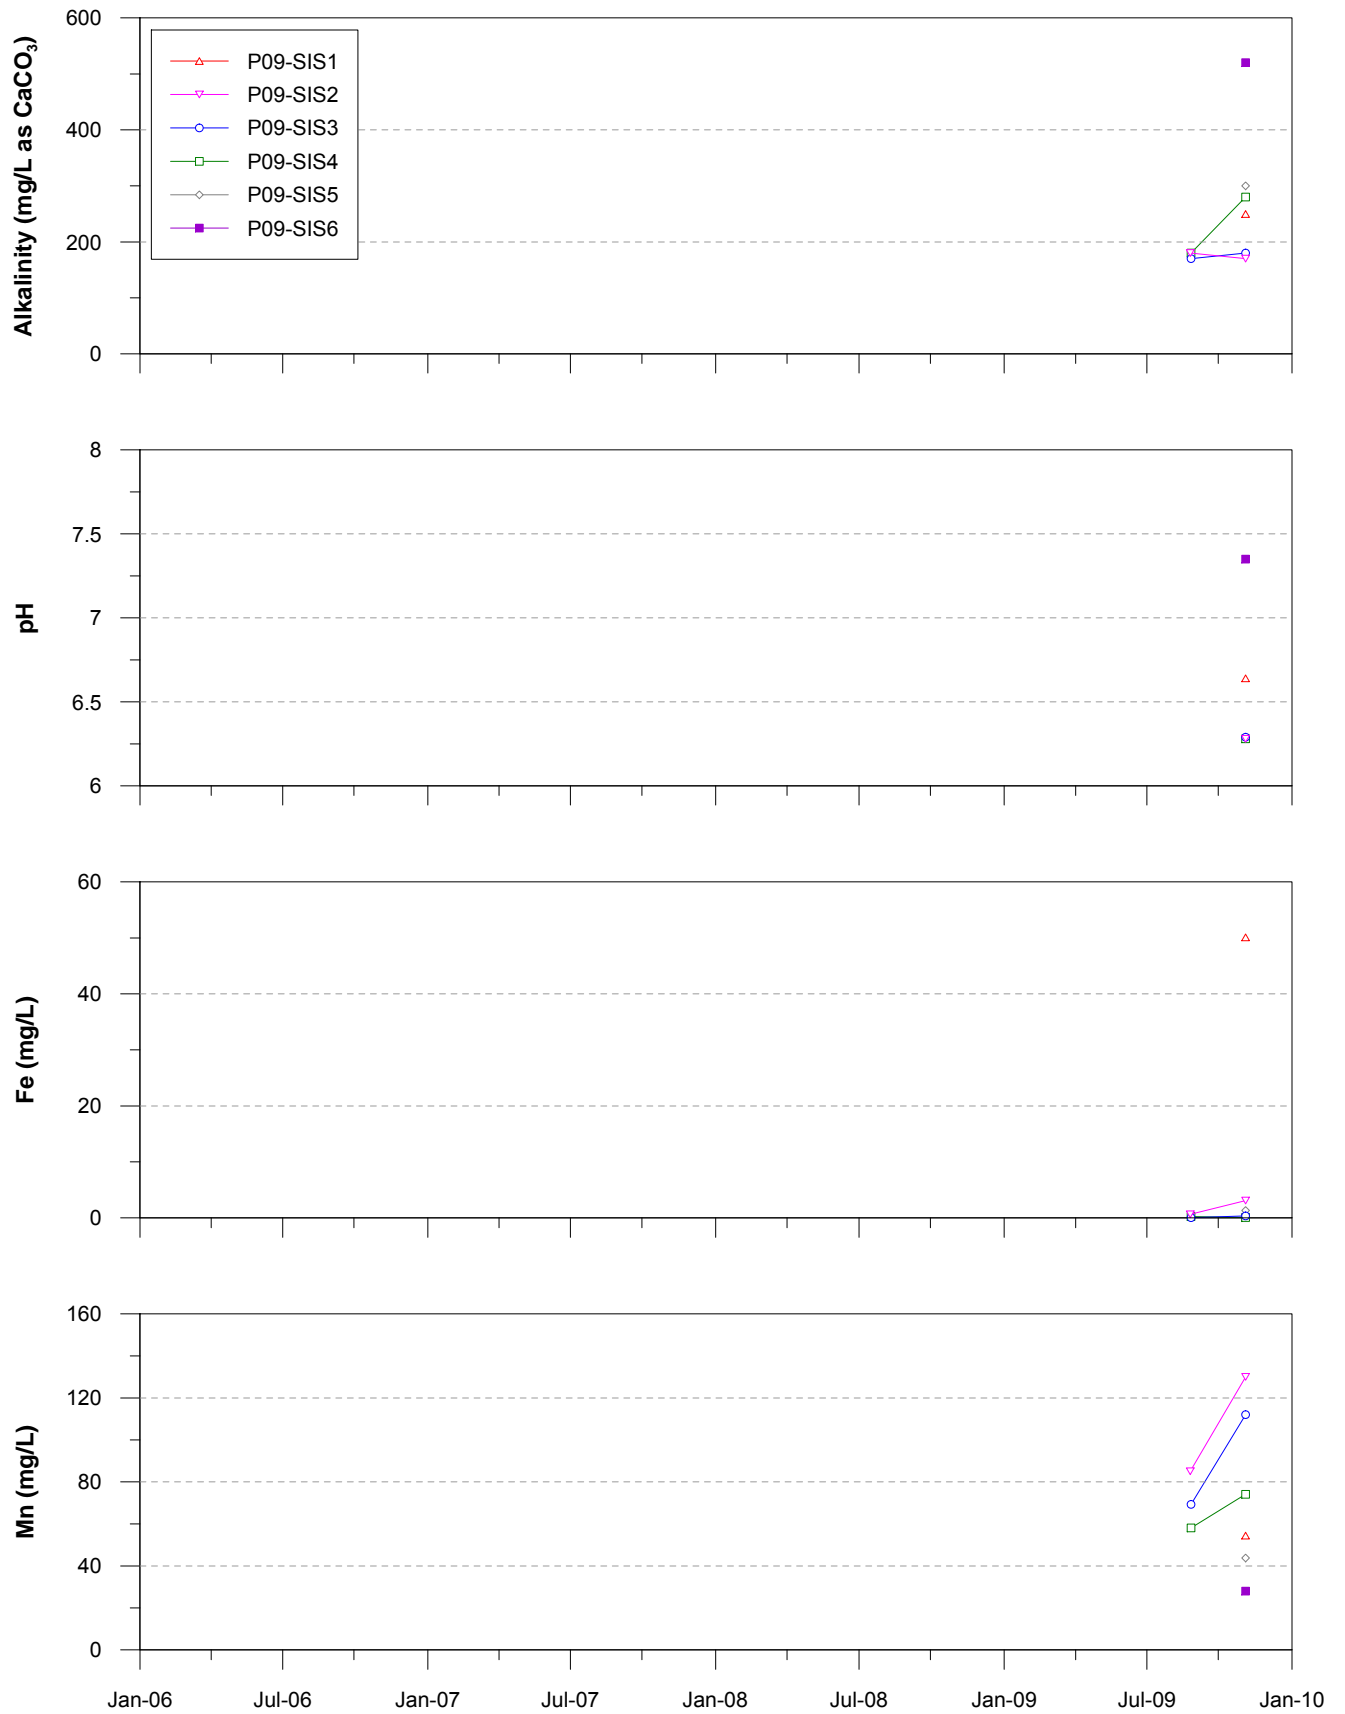 Alkalinity (mg/L as CaCO₃)
600
400
200
0
P09-SIS1
P09-SIS2
P09-SIS3
P09-SIS4
P09-SIS5
P09-SIS6
pH
8
7.5
7
6.5
6
Fe (mg/L)
60
40
20
0
Mn (mg/L)
160
120
80
40
0
Jan-06 Jul-06 Jan-07 Jul-07 Jan-08 Jul-08 Jan-09 Jul-09 Jan-10